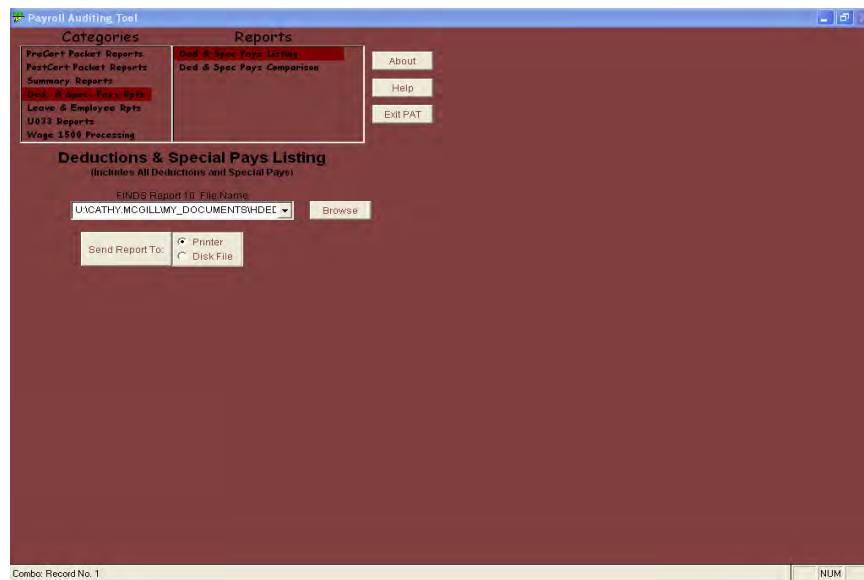 Payroll Auditing Tool
Categories Reports
PreCert Packet Reports
PostCert Packet Reports
Summary Reports
Ded. & Spec. Pays Rpts
Leave & Employee Rpts
U033 Reports
Wage 1500 Processing
Ded & Spec Pays Listing
Ded & Spec Pays Comparison
About
Help
Exit PAT
Deductions & Special Pays Listing
(Includes All Deductions and Special Pays)
FINDS Report 10 File Name
U:\CATHY.MCGILL\MY_DOCUMENTS\HDED
Browse
Send Report To:
Printer
Disk File
Combo: Record No. 1
NUM